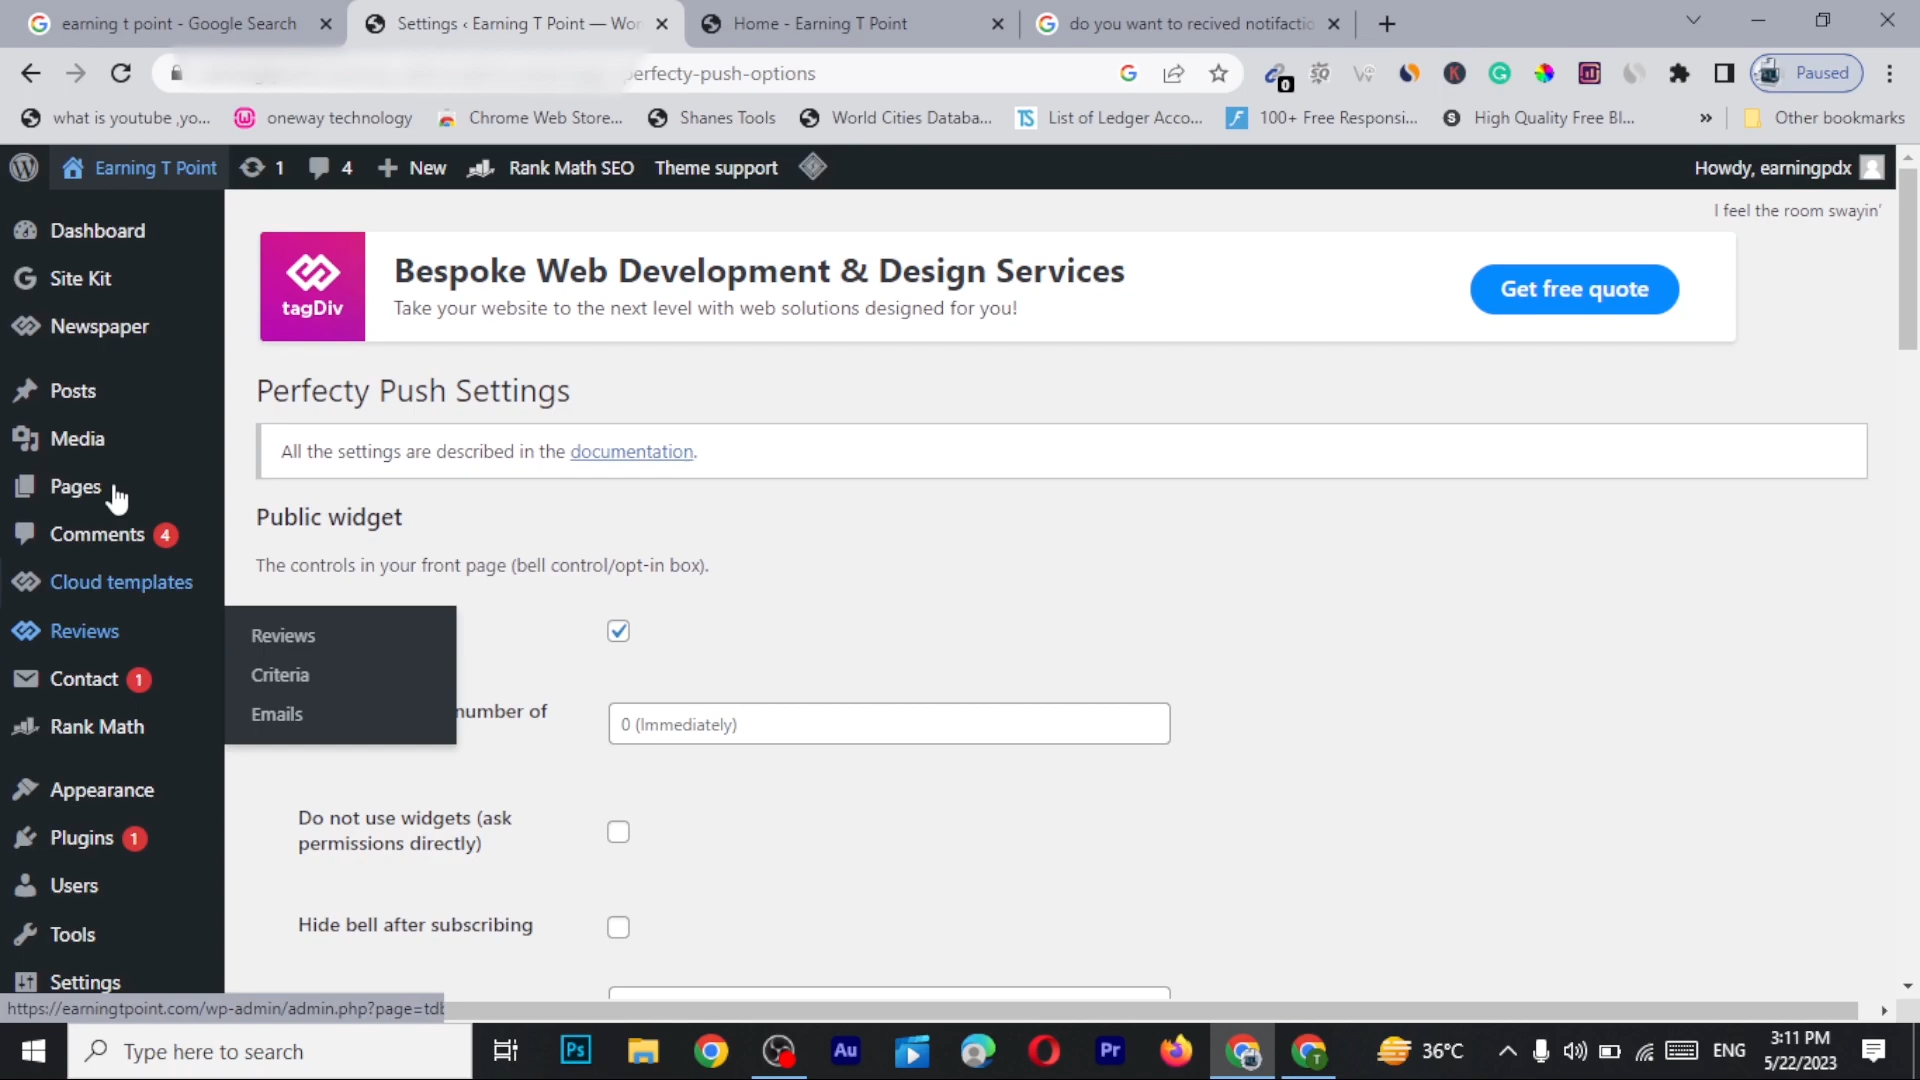 earning t point - Google Search
Settings ‹ Earning T Point — Wor
Home - Earning T Point
do you want to recived notifactio
perfecty-push-options
Paused
what is youtube ,yo...
oneway technology
Chrome Web Store...
Shanes Tools
World Cities Databa...
List of Ledger Acco...
100+ Free Responsi...
High Quality Free Bl...
»
Other bookmarks
Earning T Point
1
4
New
Rank Math SEO
Theme support
Howdy, earningpdx
I feel the room swayin'
Dashboard
Site Kit
Newspaper
Posts
Media
Pages
Comments 4
Cloud templates
Reviews
Contact 1
Rank Math
Appearance
Plugins 1
Users
Tools
Settings
Reviews
Criteria
Emails
tagDiv
Bespoke Web Development & Design Services
Take your website to the next level with web solutions designed for you!
Get free quote
Perfecty Push Settings
All the settings are described in the documentation.
Public widget
The controls in your front page (bell control/opt-in box).
number of
0 (Immediately)
Do not use widgets (ask
permissions directly)
Hide bell after subscribing
https://earningtpoint.com/wp-admin/admin.php?page=tdb
Type here to search
Ps
Au
Pr
36°C
ENG
3:11 PM
5/22/2023